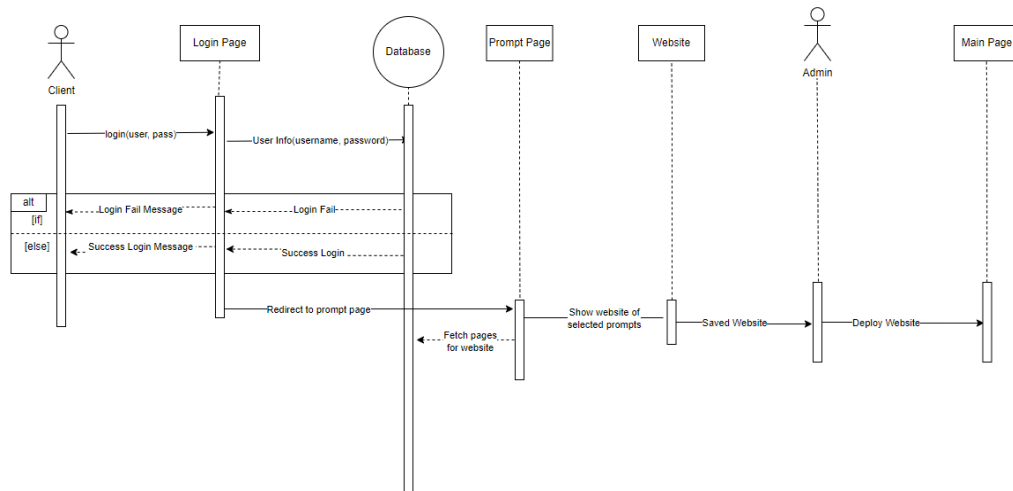 Client
Login Page
Database
Prompt Page
Website
Admin
Main Page
login(user, pass)
User Info(username, password)
alt
[if]
Login Fail Message
Login Fail
[else]
Success Login Message
Success Login
Redirect to prompt page
Show website of
selected prompts
Saved Website
Deploy Website
Fetch pages
for website